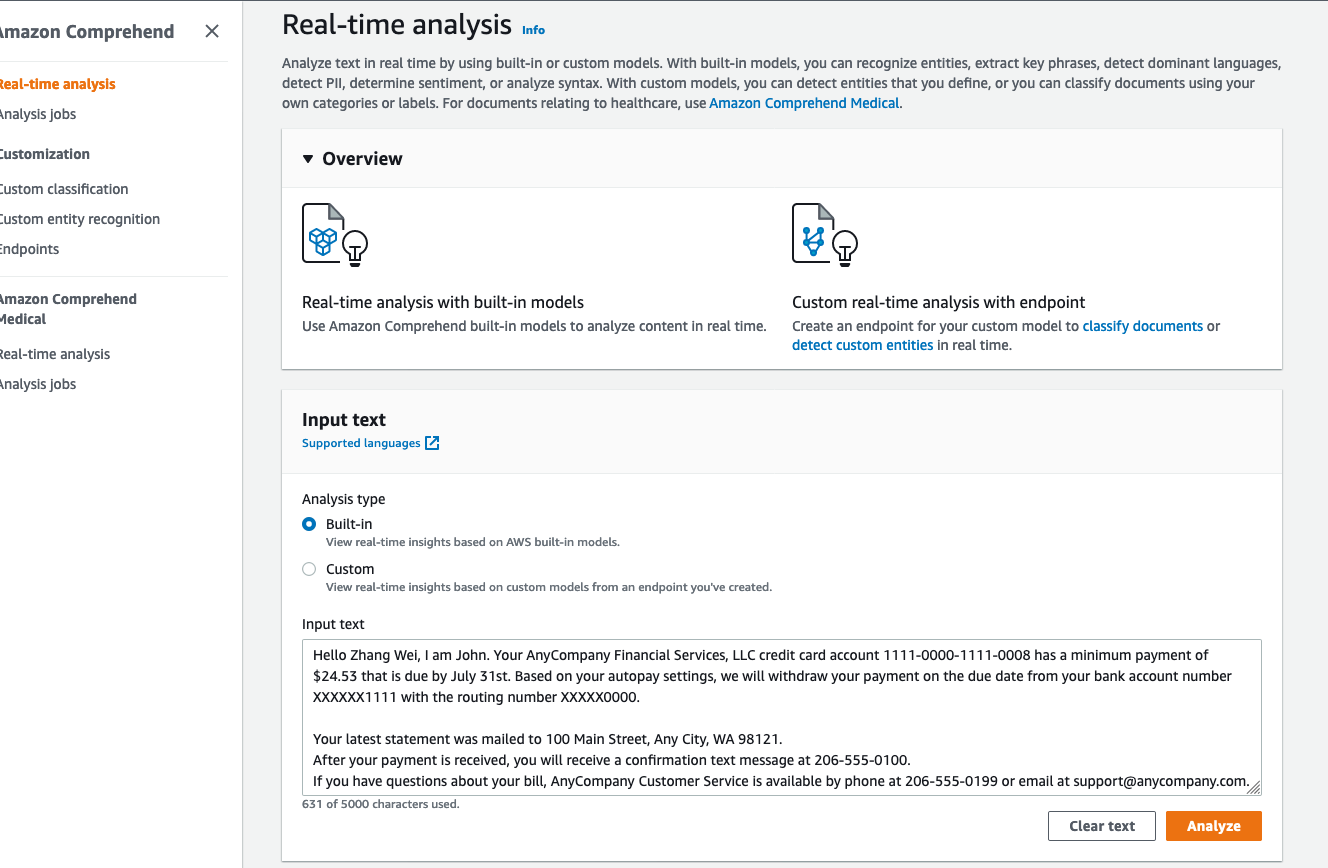 Amazon Comprehend
Real-time analysis
Analysis jobs
Customization
Custom classification
Custom entity recognition
Endpoints
Amazon Comprehend
Medical
Real-time analysis
Analysis jobs
Real-time analysis Info
Analyze text in real time by using built-in or custom models. With built-in models, you can recognize entities, extract key phrases, detect dominant languages,
detect PII, determine sentiment, or analyze syntax. With custom models, you can detect entities that you define, or you can classify documents using your
own categories or labels. For documents relating to healthcare, use Amazon Comprehend Medical.
Overview
Real-time analysis with built-in models
Use Amazon Comprehend built-in models to analyze content in real time.
Custom real-time analysis with endpoint
Create an endpoint for your custom model to classify documents or
detect custom entities in real time.
Input text
Supported languages
Analysis type
Built-in
View real-time insights based on AWS built-in models.
Custom
View real-time insights based on custom models from an endpoint you've created.
Input text
Hello Zhang Wei, I am John. Your AnyCompany Financial Services, LLC credit card account 1111-0000-1111-0008 has a minimum payment of
$24.53 that is due by July 31st. Based on your autopay settings, we will withdraw your payment on the due date from your bank account number
XXXXXX1111 with the routing number XXXXX0000.
Your latest statement was mailed to 100 Main Street, Any City, WA 98121.
After your payment is received, you will receive a confirmation text message at 206-555-0100.
If you have questions about your bill, AnyCompany Customer Service is available by phone at 206-555-0199 or email at support@anycompany.com.
631 of 5000 characters used.
Clear text
Analyze